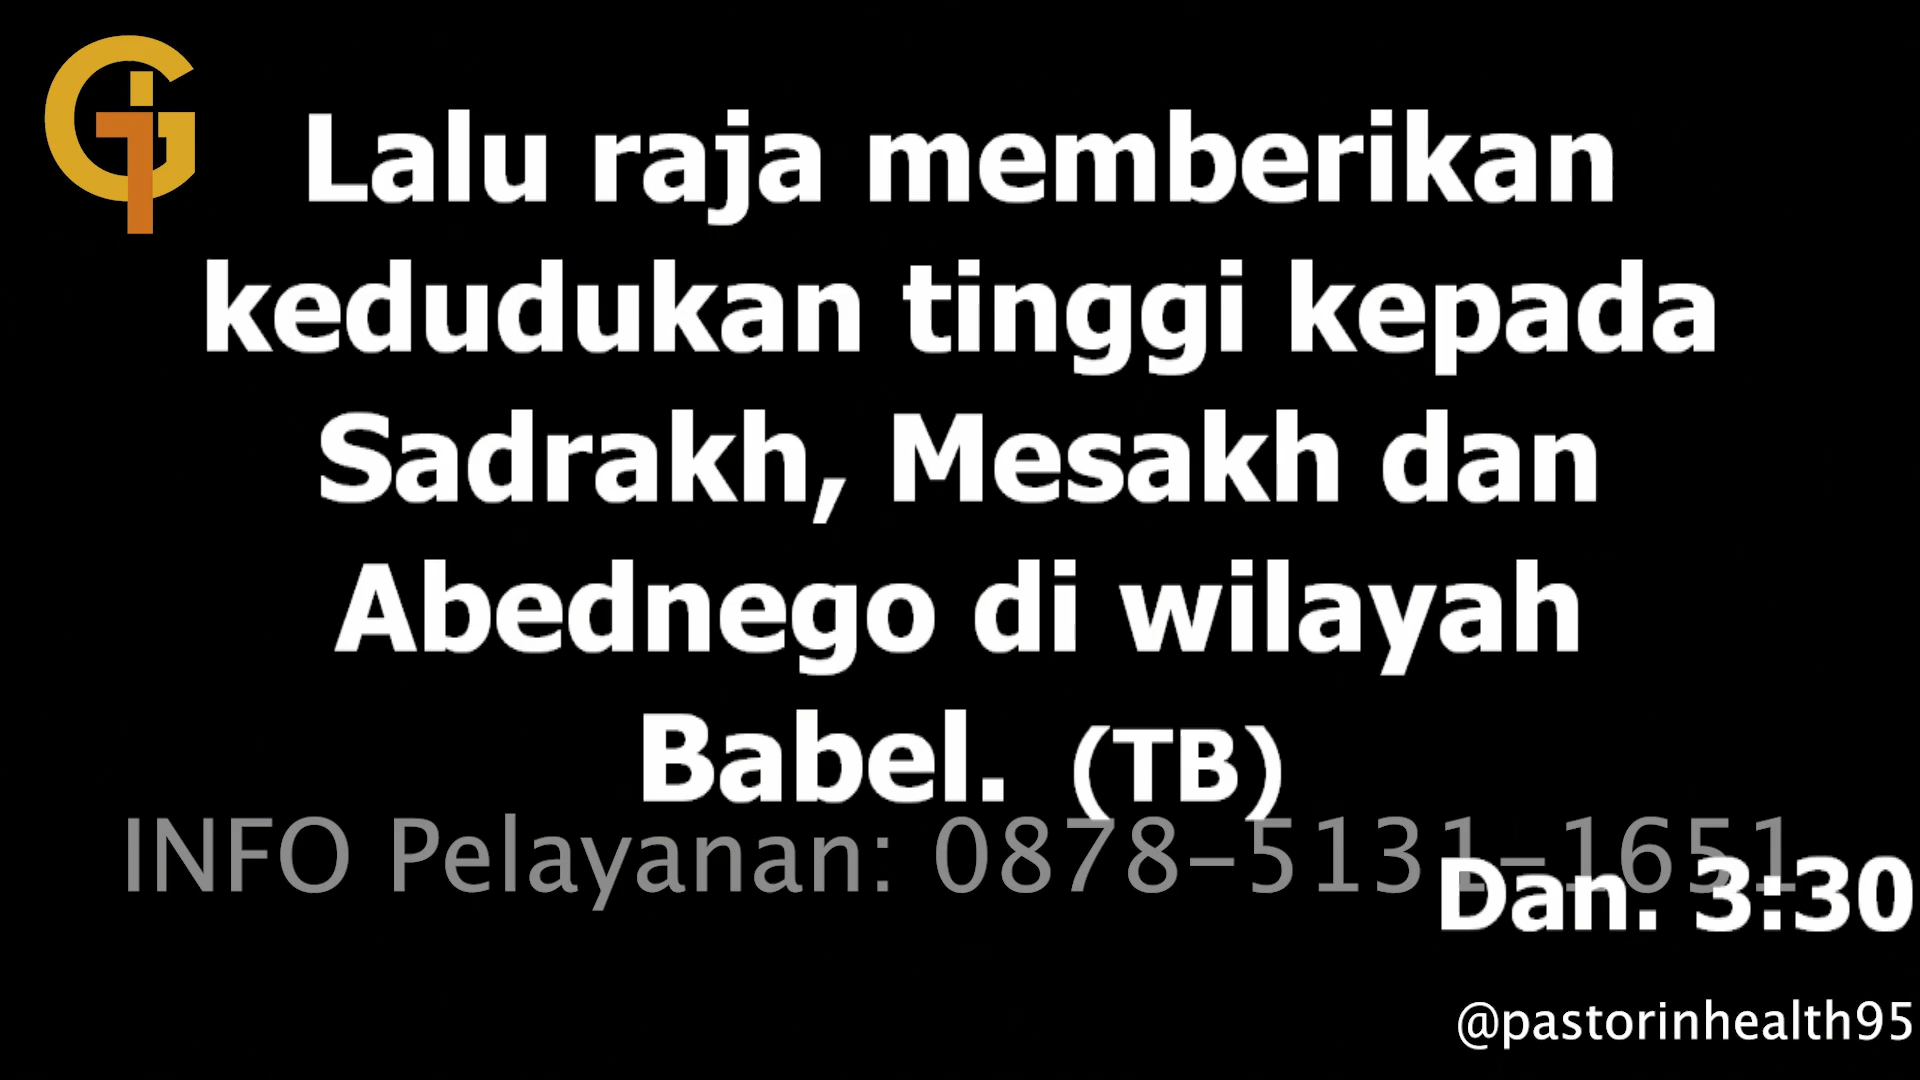 Lalu raja memberikan
kedudukan tinggi kepada
Sadrakh, Mesakh dan
Abednego di wilayah
Babel. (TB)
INFO Pelayanan: 0878-5131-1651
Dan. 3:30
@pastorinhealth95